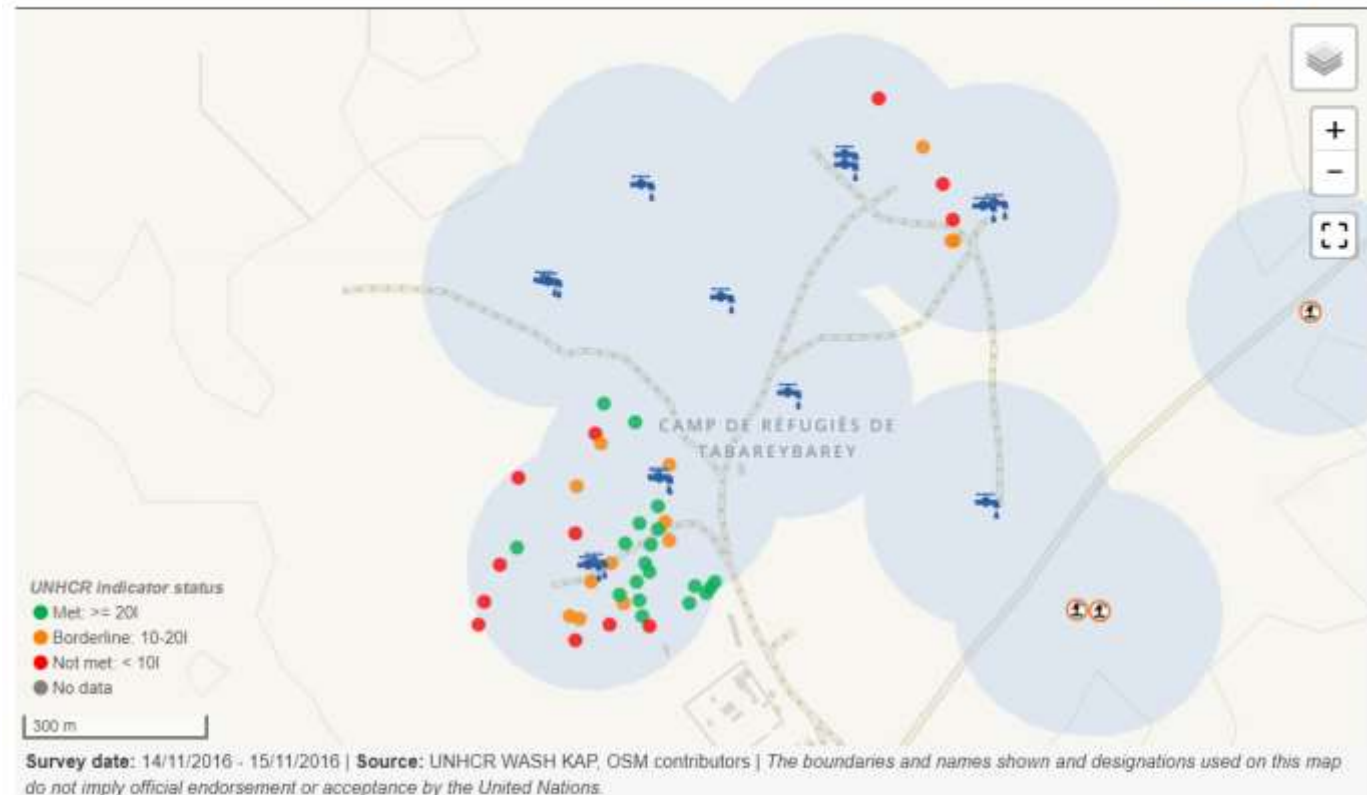 +
−
CAMP DE RÉFUGIÉS DE
TABAREYBAREY
UNHCR indicator status
Met: >= 20l
Borderline: 10-20l
Not met: < 10l
No data
300 m
Survey date: 14/11/2016 - 15/11/2016 | Source: UNHCR WASH KAP, OSM contributors | The boundaries and names shown and designations used on this map
do not imply official endorsement or acceptance by the United Nations.